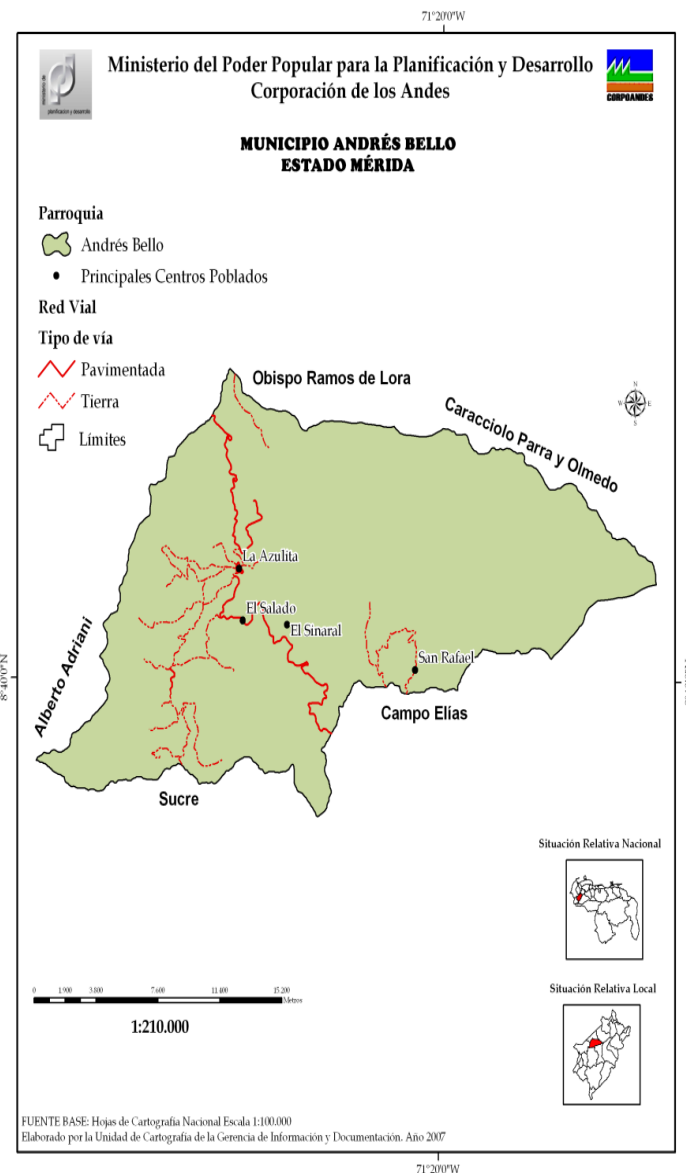 71°20'0"W
Ministerio del Poder Popular para la Planificación y Desarrollo
Corporación de los Andes
CORPOANDES
MUNICIPIO ANDRÉS BELLO
ESTADO MÉRIDA
Parroquia
Andrés Bello
Principales Centros Poblados
Red Vial
Tipo de vía
Pavimentada
Tierra
Límites
Obispo Ramos de Lora
Caracciolo Parra y Olmedo
N
W E
S
La Azulita
El Salado
El Sinaral
San Rafael
Alberto Adriani
8°40'0"N
Campo Elías
Sucre
Situación Relativa Nacional
Situación Relativa Local
0 1.900 3.800 7.600 11.400 15.200
Metros
1:210.000
FUENTE BASE: Hojas de Cartografía Nacional Escala 1:100.000
Elaborado por la Unidad de Cartografía de la Gerencia de Información y Documentación. Año 2007
71°20'0"W